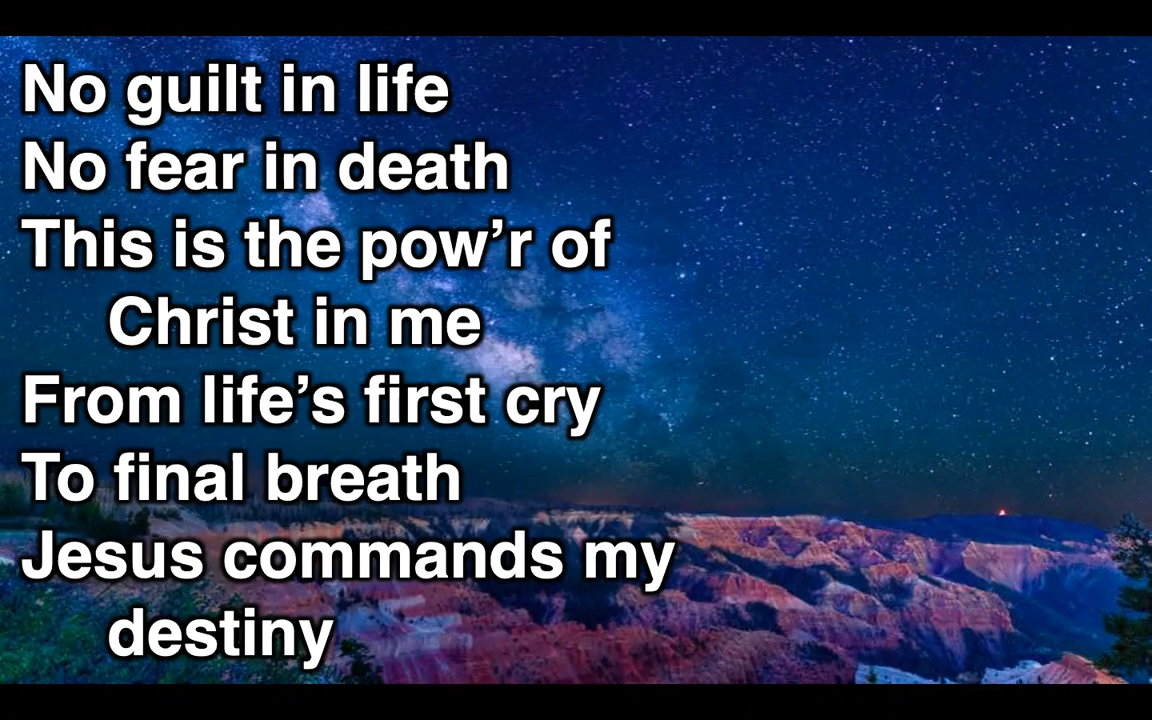 No guilt in life
No fear in death
This is the pow’r of
Christ in me
From life’s first cry
To final breath
Jesus commands my
destiny